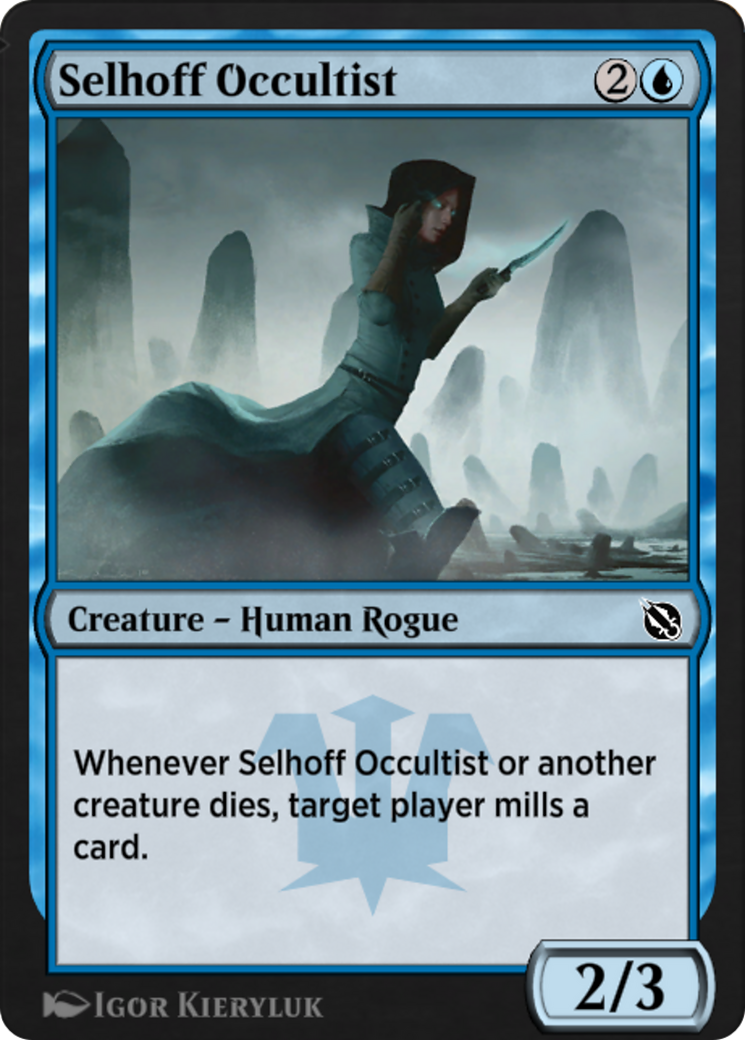 Selhoff Occultist 2
Creature – Human Rogue
Whenever Selhoff Occultist or another
creature dies, target player mills a
card.
2/3
Igor Kieryluk